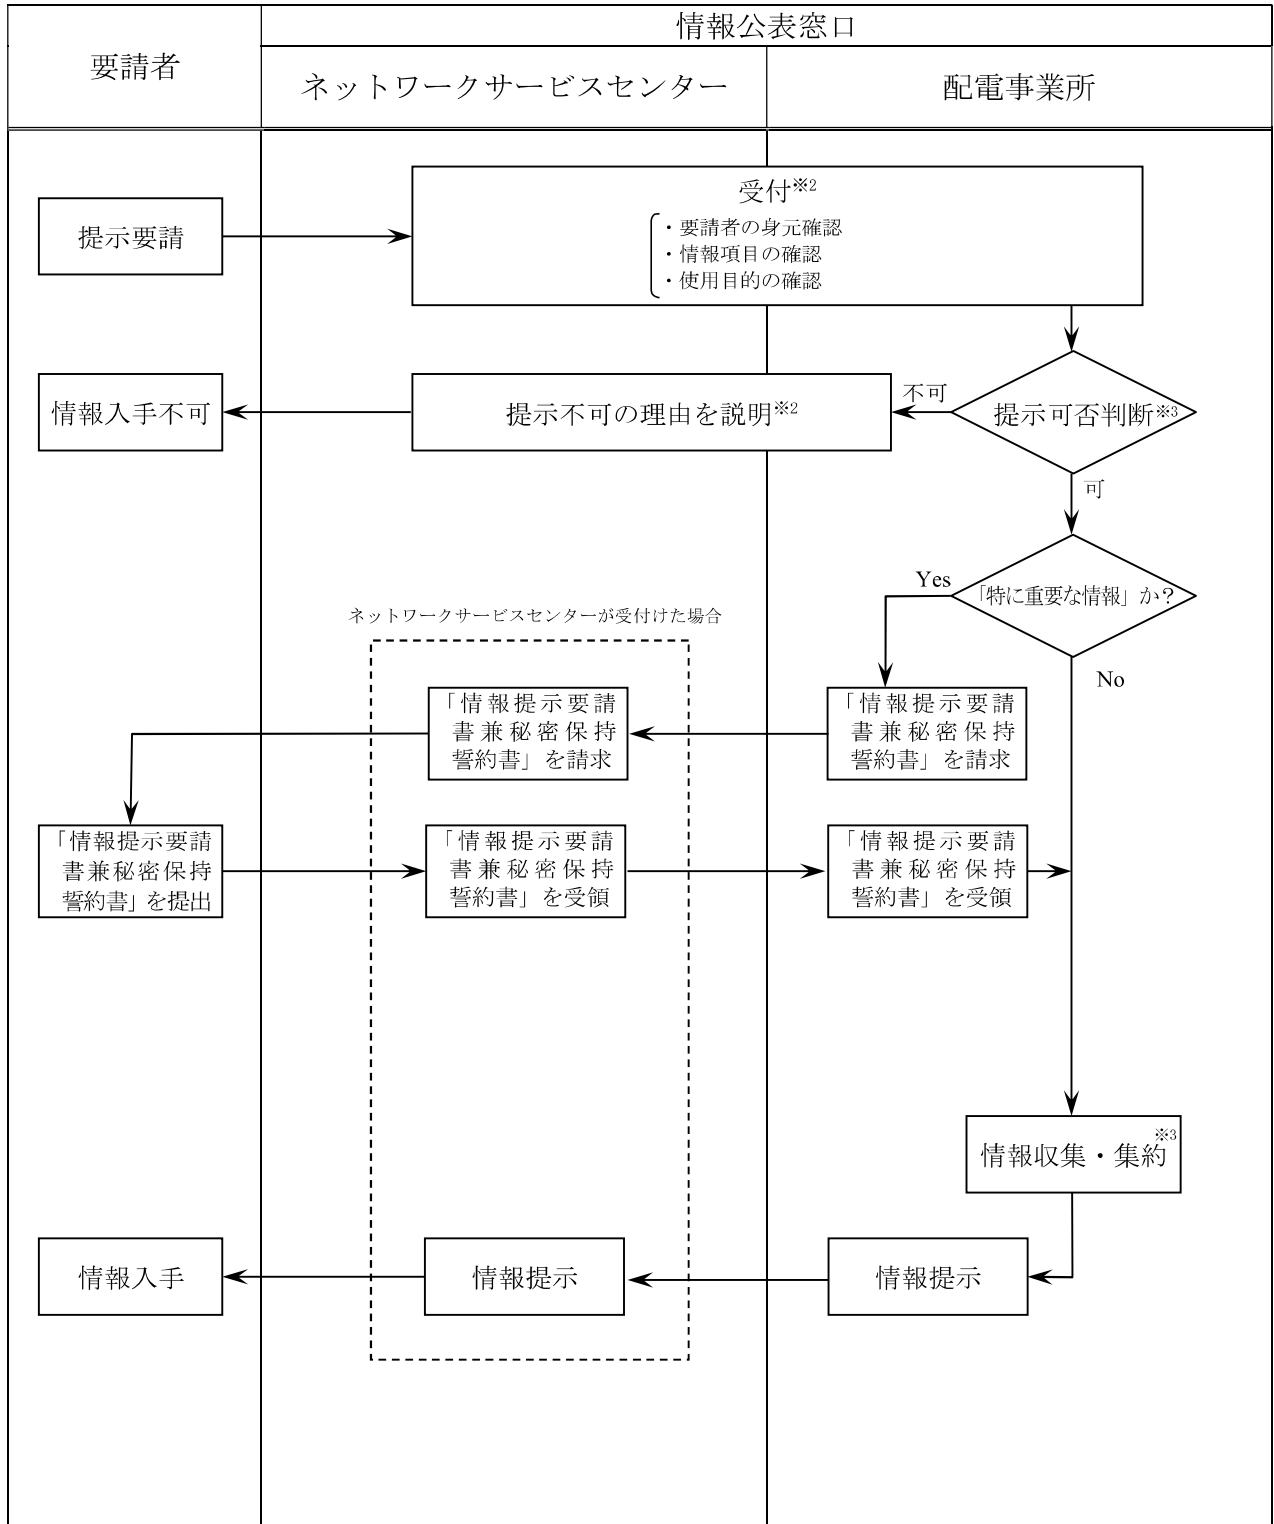 情報公表窓口
要請者
ネットワークサービスセンター
配電事業所
受付※2
・要請者の身元確認
・情報項目の確認
・使用目的の確認
提示要請
不可
情報入手不可
提示不可の理由を説明※2
提示可否判断※3
可
Yes
「特に重要な情報」か？
ネットワークサービスセンターが受付けた場合
No
「情報提示要請
書兼秘密保持
誓約書」を請求
「情報提示要請
書兼秘密保持
誓約書」を請求
「情報提示要請
書兼秘密保持
誓約書」を提出
「情報提示要請
書兼秘密保持
誓約書」を受領
「情報提示要請
書兼秘密保持
誓約書」を受領
※3
情報収集・集約
情報入手
情報提示
情報提示